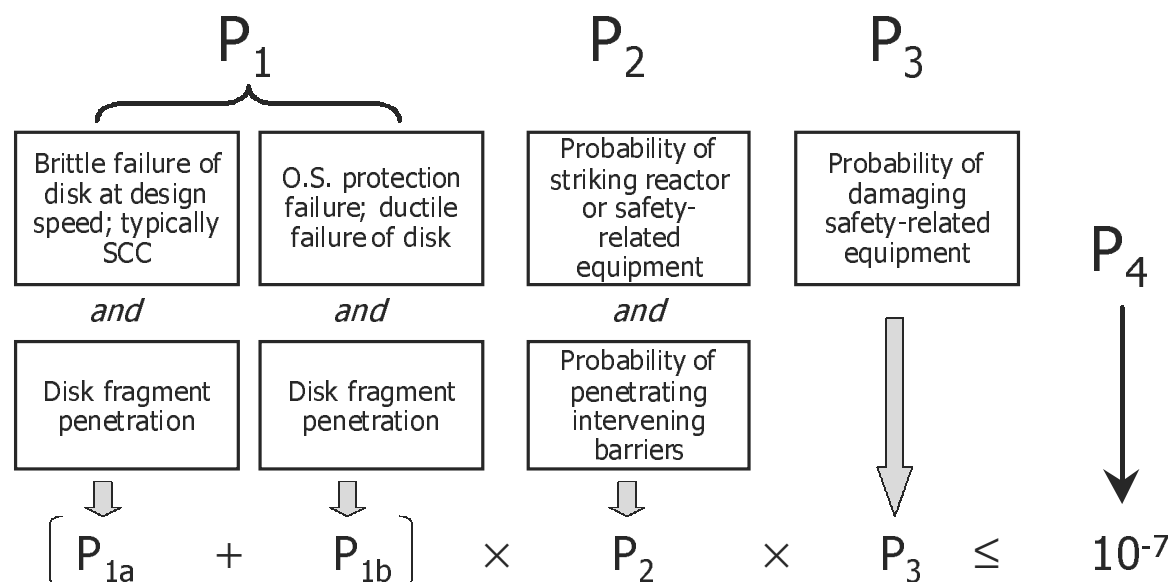 P₁
P₂
P₃
Brittle failure of
disk at design
speed; typically
SCC
O.S. protection
failure; ductile
failure of disk
Probability of
striking reactor
or safety-
related
equipment
Probability of
damaging
safety-related
equipment
P₄
and
and
and
Disk fragment
penetration
Disk fragment
penetration
Probability of
penetrating
intervening
barriers
[P₁ₐ + P₁b] × P₂ × P₃ ≤ 10⁻⁷